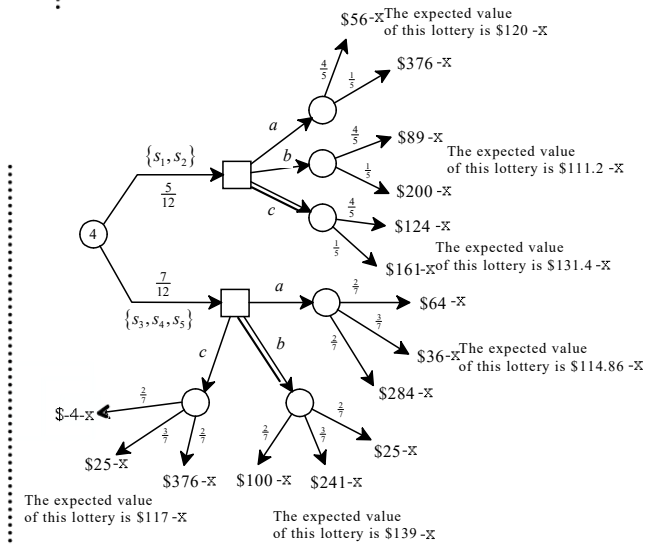 $56-x
The expected value
of this lottery is $120 -x
4/5
1/5
$376 -x
a
{s₁, s₂}
b
4/5
$89 -x
The expected value
of this lottery is $111.2 -x
1/5
5/12
$200 -x
c
4/5
$124 -x
4
1/5
The expected value
$161-x
of this lottery is $131.4 -x
7/12
a
2/7
$64 -x
{s₃, s₄, s₅}
3/7
2/7
c
b
$36-x
The expected value
of this lottery is $114.86 -x
$284 -x
2/7
$-4-x
3/7
2/7
2/7
3/7
2/7
$25-x
$25-x
$376-x
$100 -x
$241-x
The expected value
of this lottery is $117 -x
The expected value
of this lottery is $139 -x